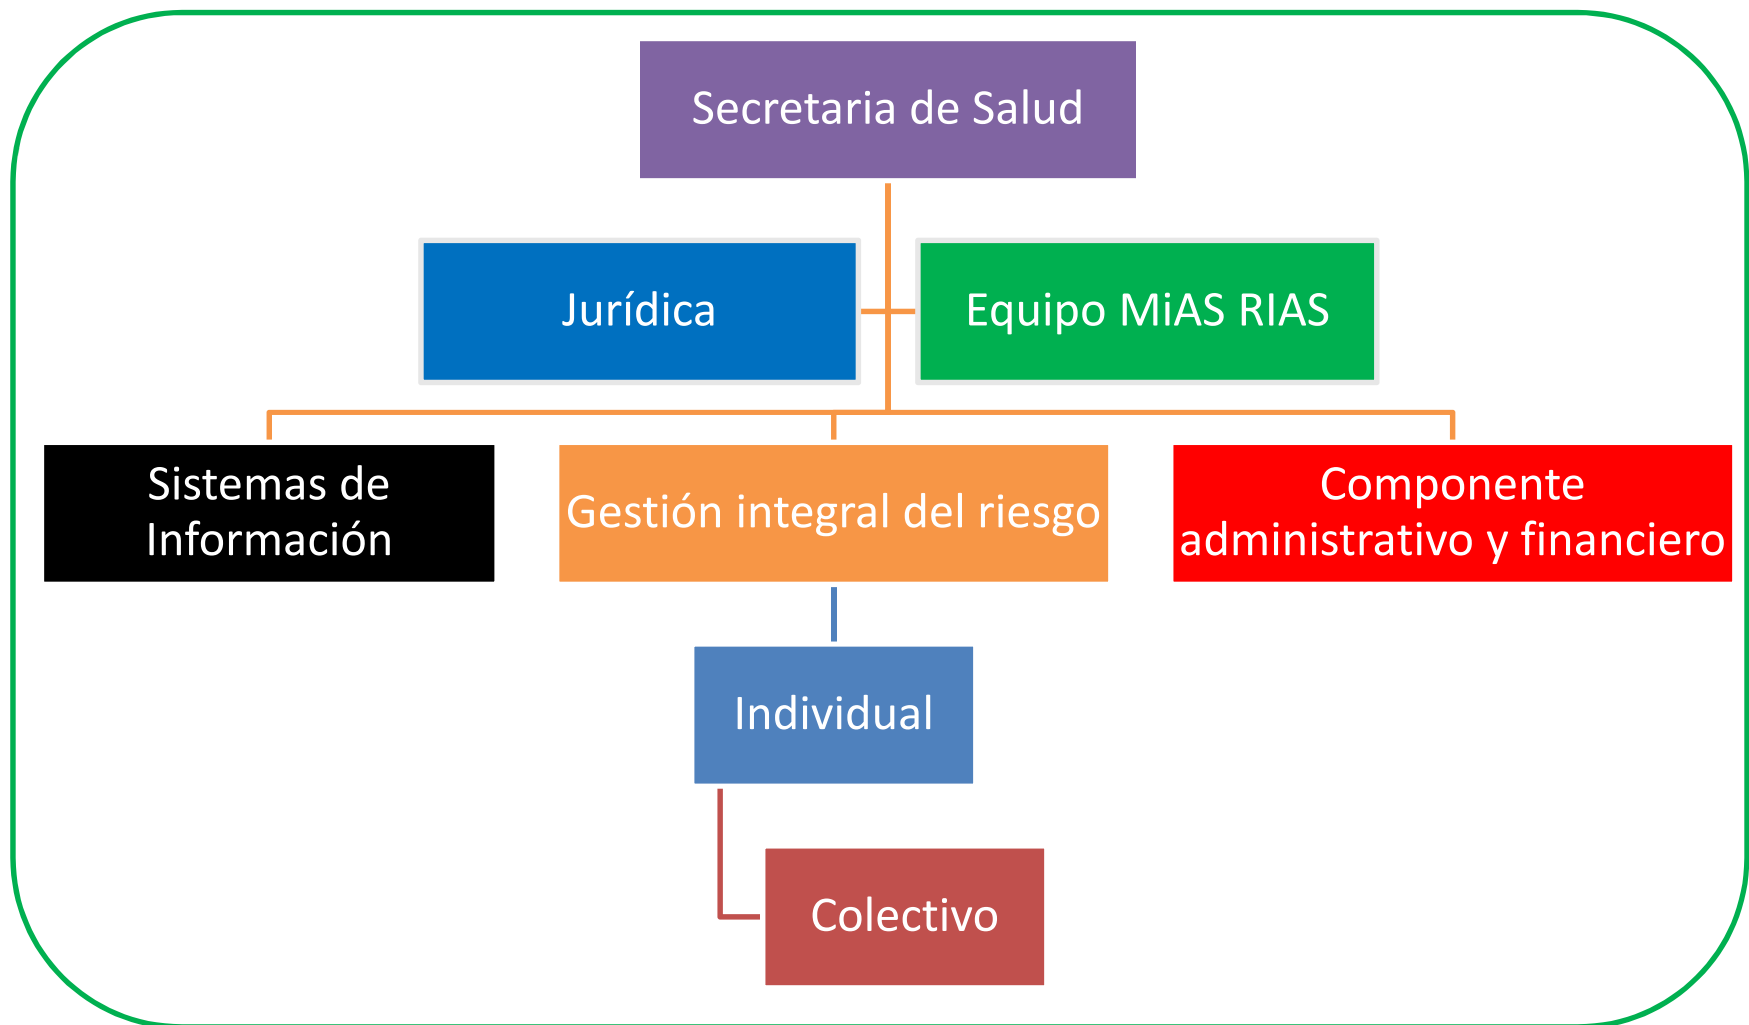 Secretaria de Salud
Jurídica
Equipo MiAS RIAS
Sistemas de
Información
Gestión integral del riesgo
Componente
administrativo y financiero
Individual
Colectivo